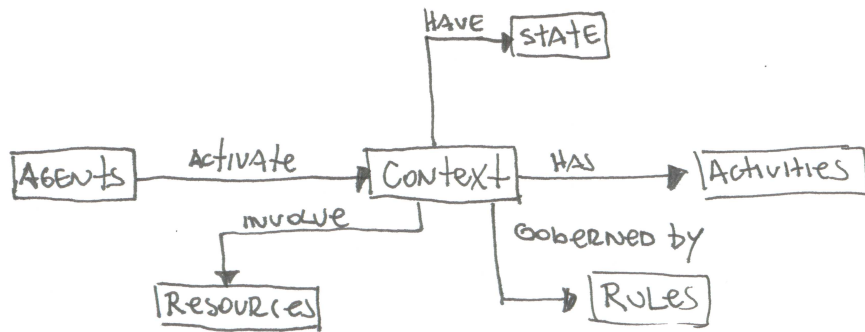 HAVE
STATE
AGENTS
ACTIVATE
CONTEXT
HAS
ACTIVITIES
INVOLVE
GOBERNED by
RESOURCES
RULES